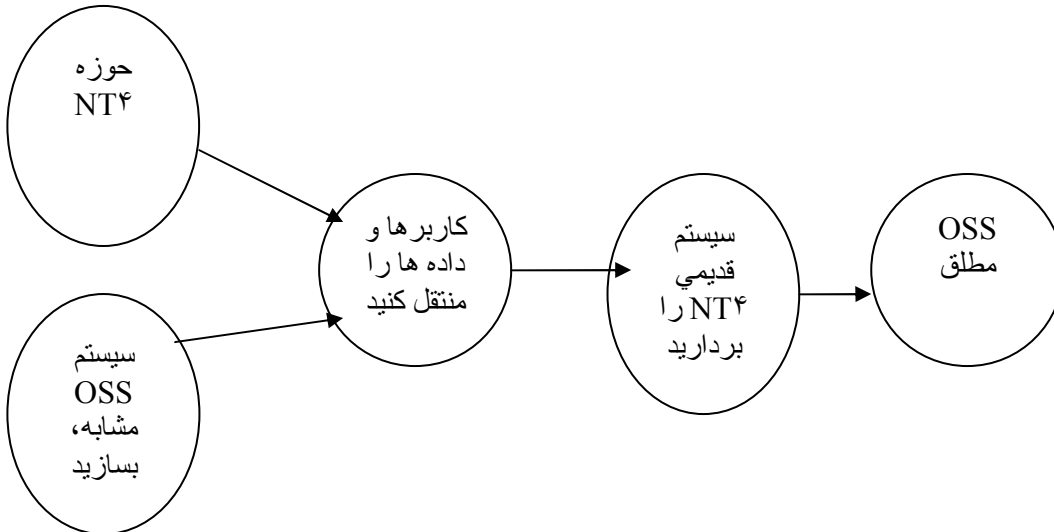 حوزه
NT۴
سیستم
OSS
مشابه،
بسازید
کاربرها و
داده ها را
منتقل کنید
سیستم
قدیمي
NT۴ را
بردارید
OSS
مطلق